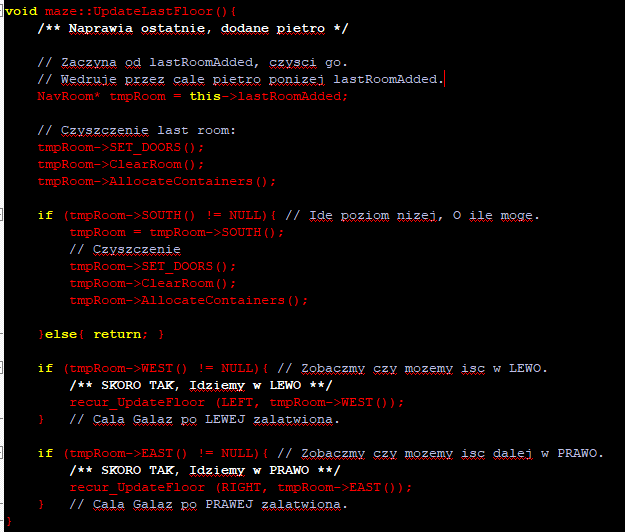 void maze::UpdateLastFloor(){
/** Naprawia ostatnie, dodane pietro */
// Zaczyna od lastRoomAdded, czysci go.
// Wedruje przez cale pietro ponizej lastRoomAdded.
NavRoom* tmpRoom = this->lastRoomAdded;
// Czyszczenie last room:
tmpRoom->SET_DOORS();
tmpRoom->ClearRoom();
tmpRoom->AllocateContainers();
if (tmpRoom->SOUTH() != NULL){ // Ide poziom nizej, O ile moge.
tmpRoom = tmpRoom->SOUTH();
// Czyszczenie
tmpRoom->SET_DOORS();
tmpRoom->ClearRoom();
tmpRoom->AllocateContainers();
}else{ return; }
if (tmpRoom->WEST() != NULL){ // Zobaczmy czy mozemy isc w LEWO.
/** SKORO TAK, Idziemy w LEWO **/
recur_UpdateFloor (LEFT, tmpRoom->WEST());
} // Cala Galaz po LEWEJ zalatwiona.
if (tmpRoom->EAST() != NULL){ // Zobaczmy czy mozemy isc dalej w PRAWO.
/** SKORO TAK, Idziemy w PRAWO **/
recur_UpdateFloor (RIGHT, tmpRoom->EAST());
} // Cala Galaz po PRAWEJ zalatwiona.
}